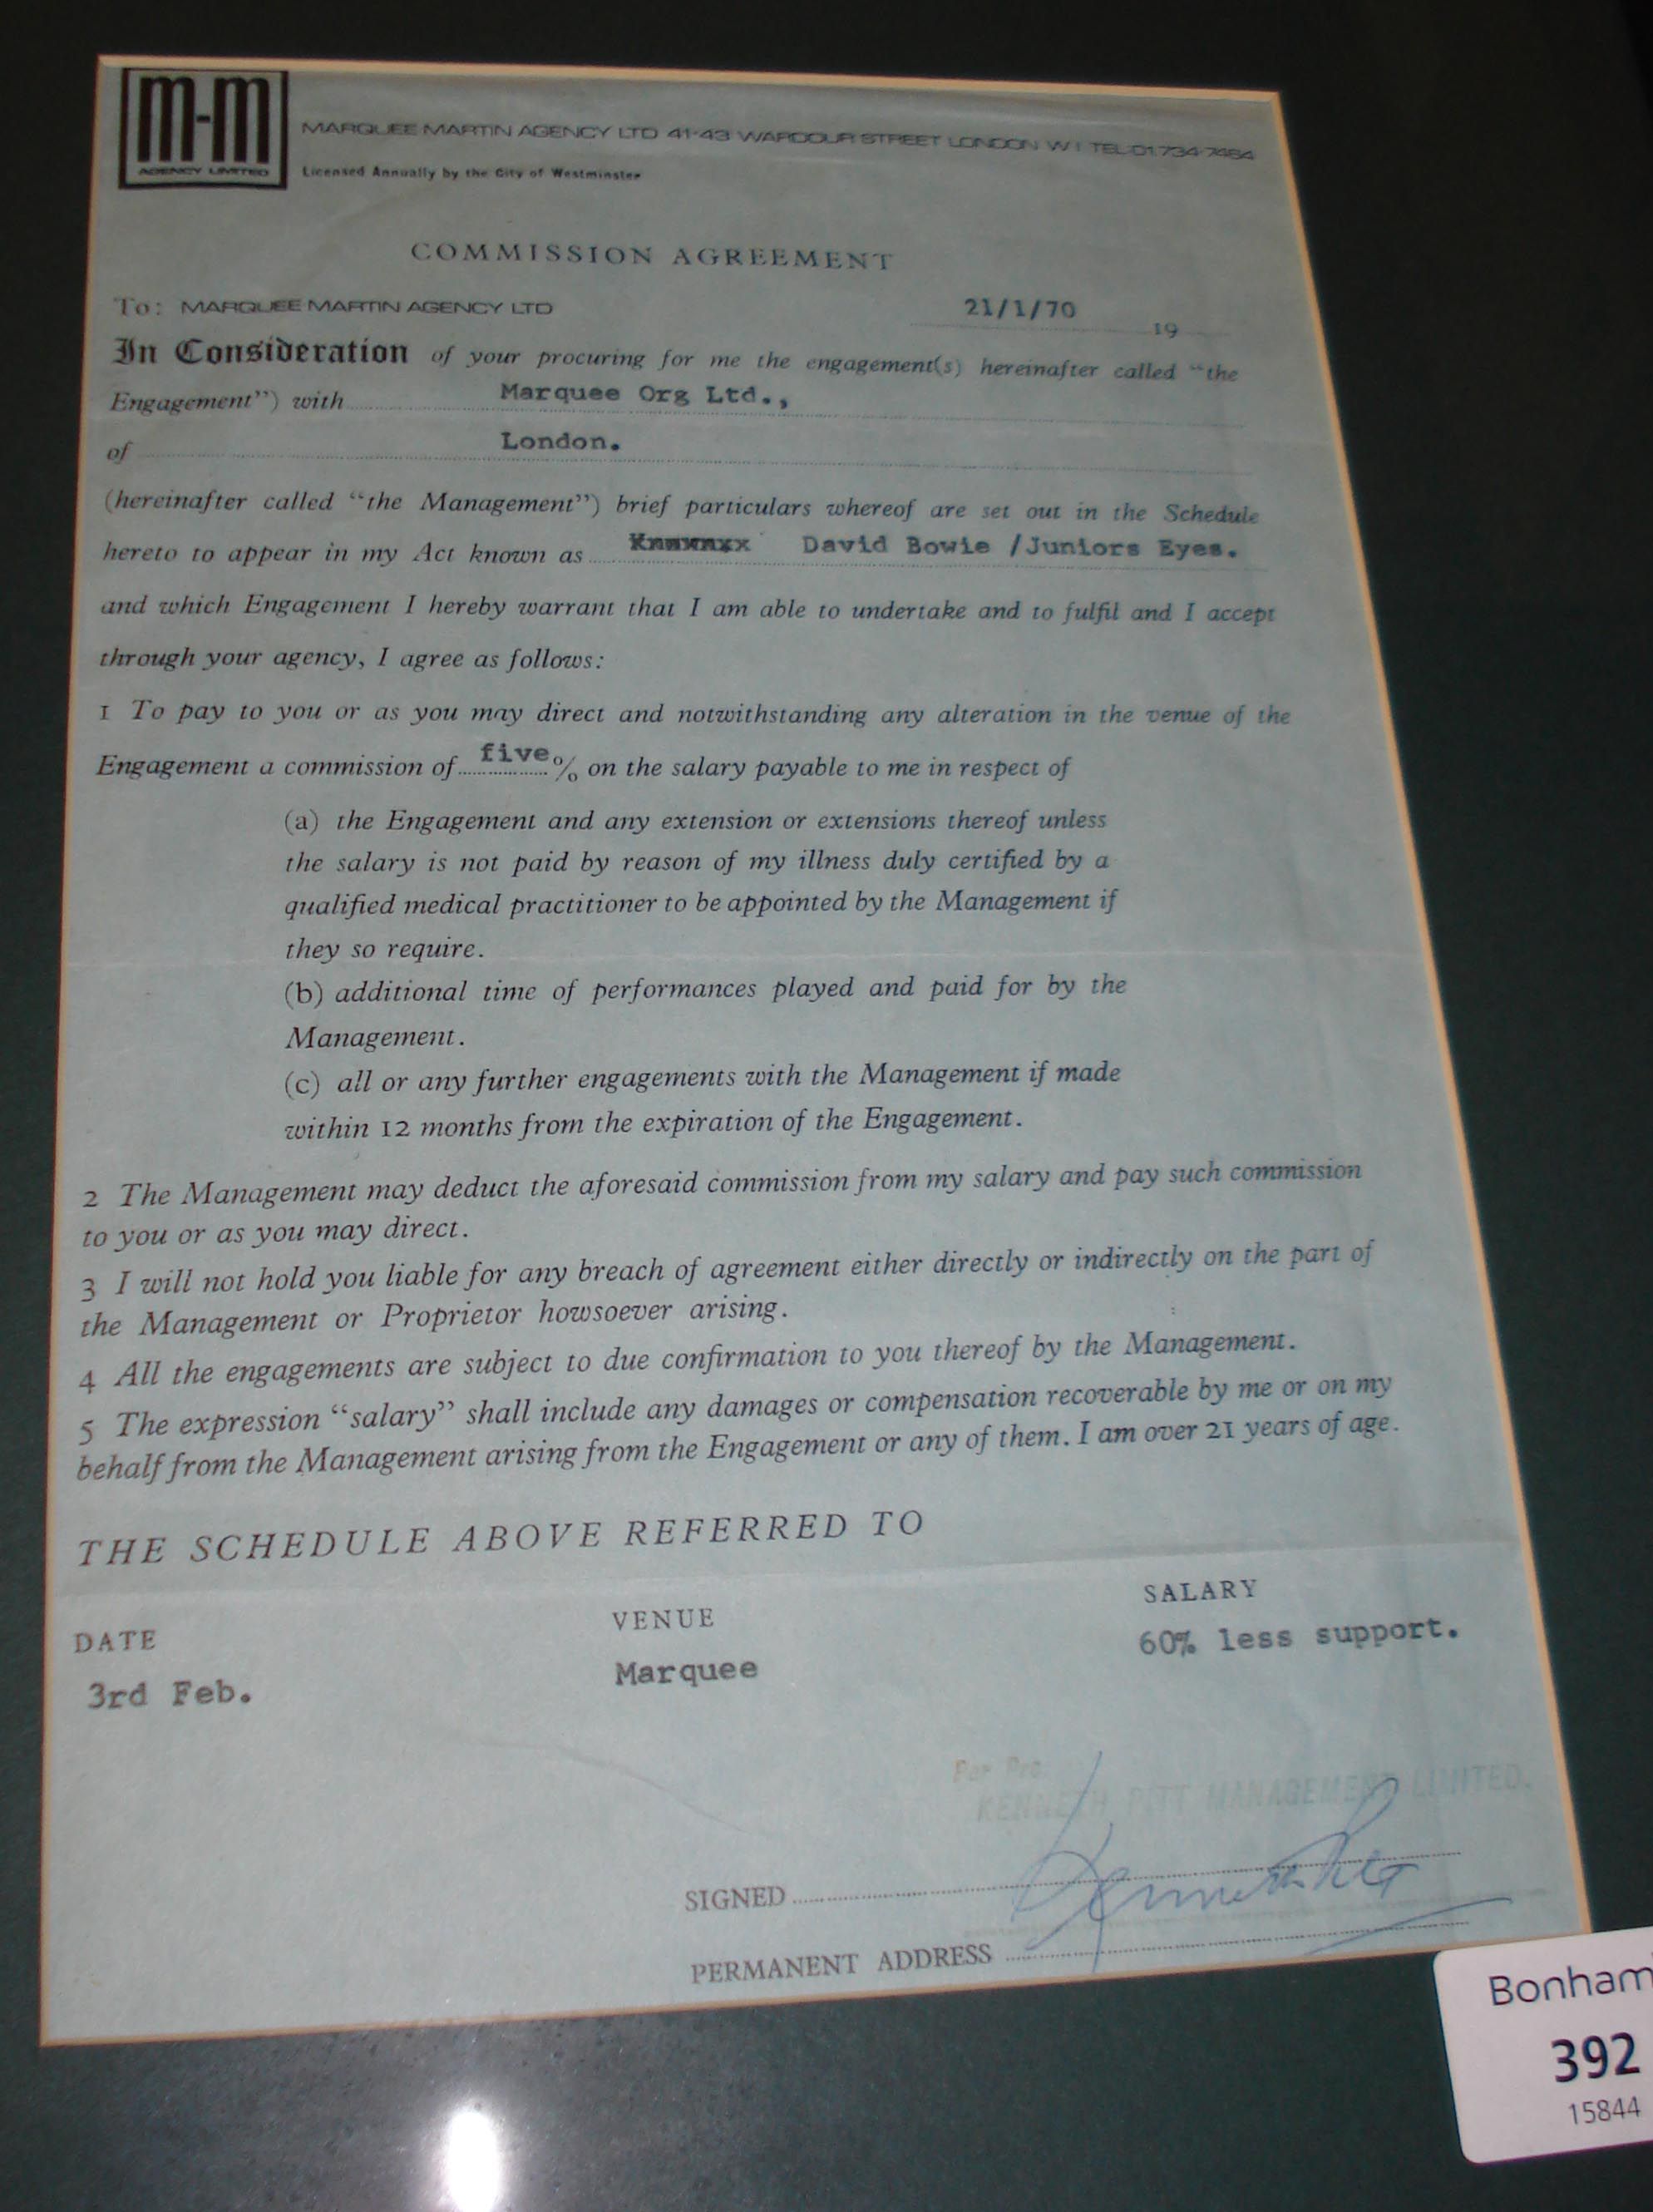 m-m
AGENCY LIMITED
MARQUEE MARTIN AGENCY LTD 41-43 WARDOUR STREET LONDON W1 TEL 01 734 7464
Licensed Annually by the City of Westminster
COMMISSION AGREEMENT
To: MARQUEE MARTIN AGENCY LTD 21/1/70 19
In Consideration of your procuring for me the engagement(s) hereinafter called "the
Engagement") with Marquee Org Ltd.,
of London.
(hereinafter called "the Management") brief particulars whereof are set out in the Schedule
hereto to appear in my Act known as David Bowie /Juniors Eyes.
and which Engagement I hereby warrant that I am able to undertake and to fulfil and I accept
through your agency, I agree as follows:
1 To pay to you or as you may direct and notwithstanding any alteration in the venue of the
Engagement a commission of five % on the salary payable to me in respect of
(a) the Engagement and any extension or extensions thereof unless
the salary is not paid by reason of my illness duly certified by a
qualified medical practitioner to be appointed by the Management if
they so require.
(b) additional time of performances played and paid for by the
Management.
(c) all or any further engagements with the Management if made
within 12 months from the expiration of the Engagement.
2 The Management may deduct the aforesaid commission from my salary and pay such commission
to you or as you may direct.
3 I will not hold you liable for any breach of agreement either directly or indirectly on the part of
the Management or Proprietor howsoever arising.
4 All the engagements are subject to due confirmation to you thereof by the Management.
5 The expression "salary" shall include any damages or compensation recoverable by me or on my
behalf from the Management arising from the Engagement or any of them. I am over 21 years of age.
THE SCHEDULE ABOVE REFERRED TO
DATE VENUE SALARY
3rd Feb. Marquee 60% less support.
Per Pro.
KENNETH PITT MANAGEMENT LIMITED.
SIGNED Kenneth Pitt
PERMANENT ADDRESS
Bonham
392
15844